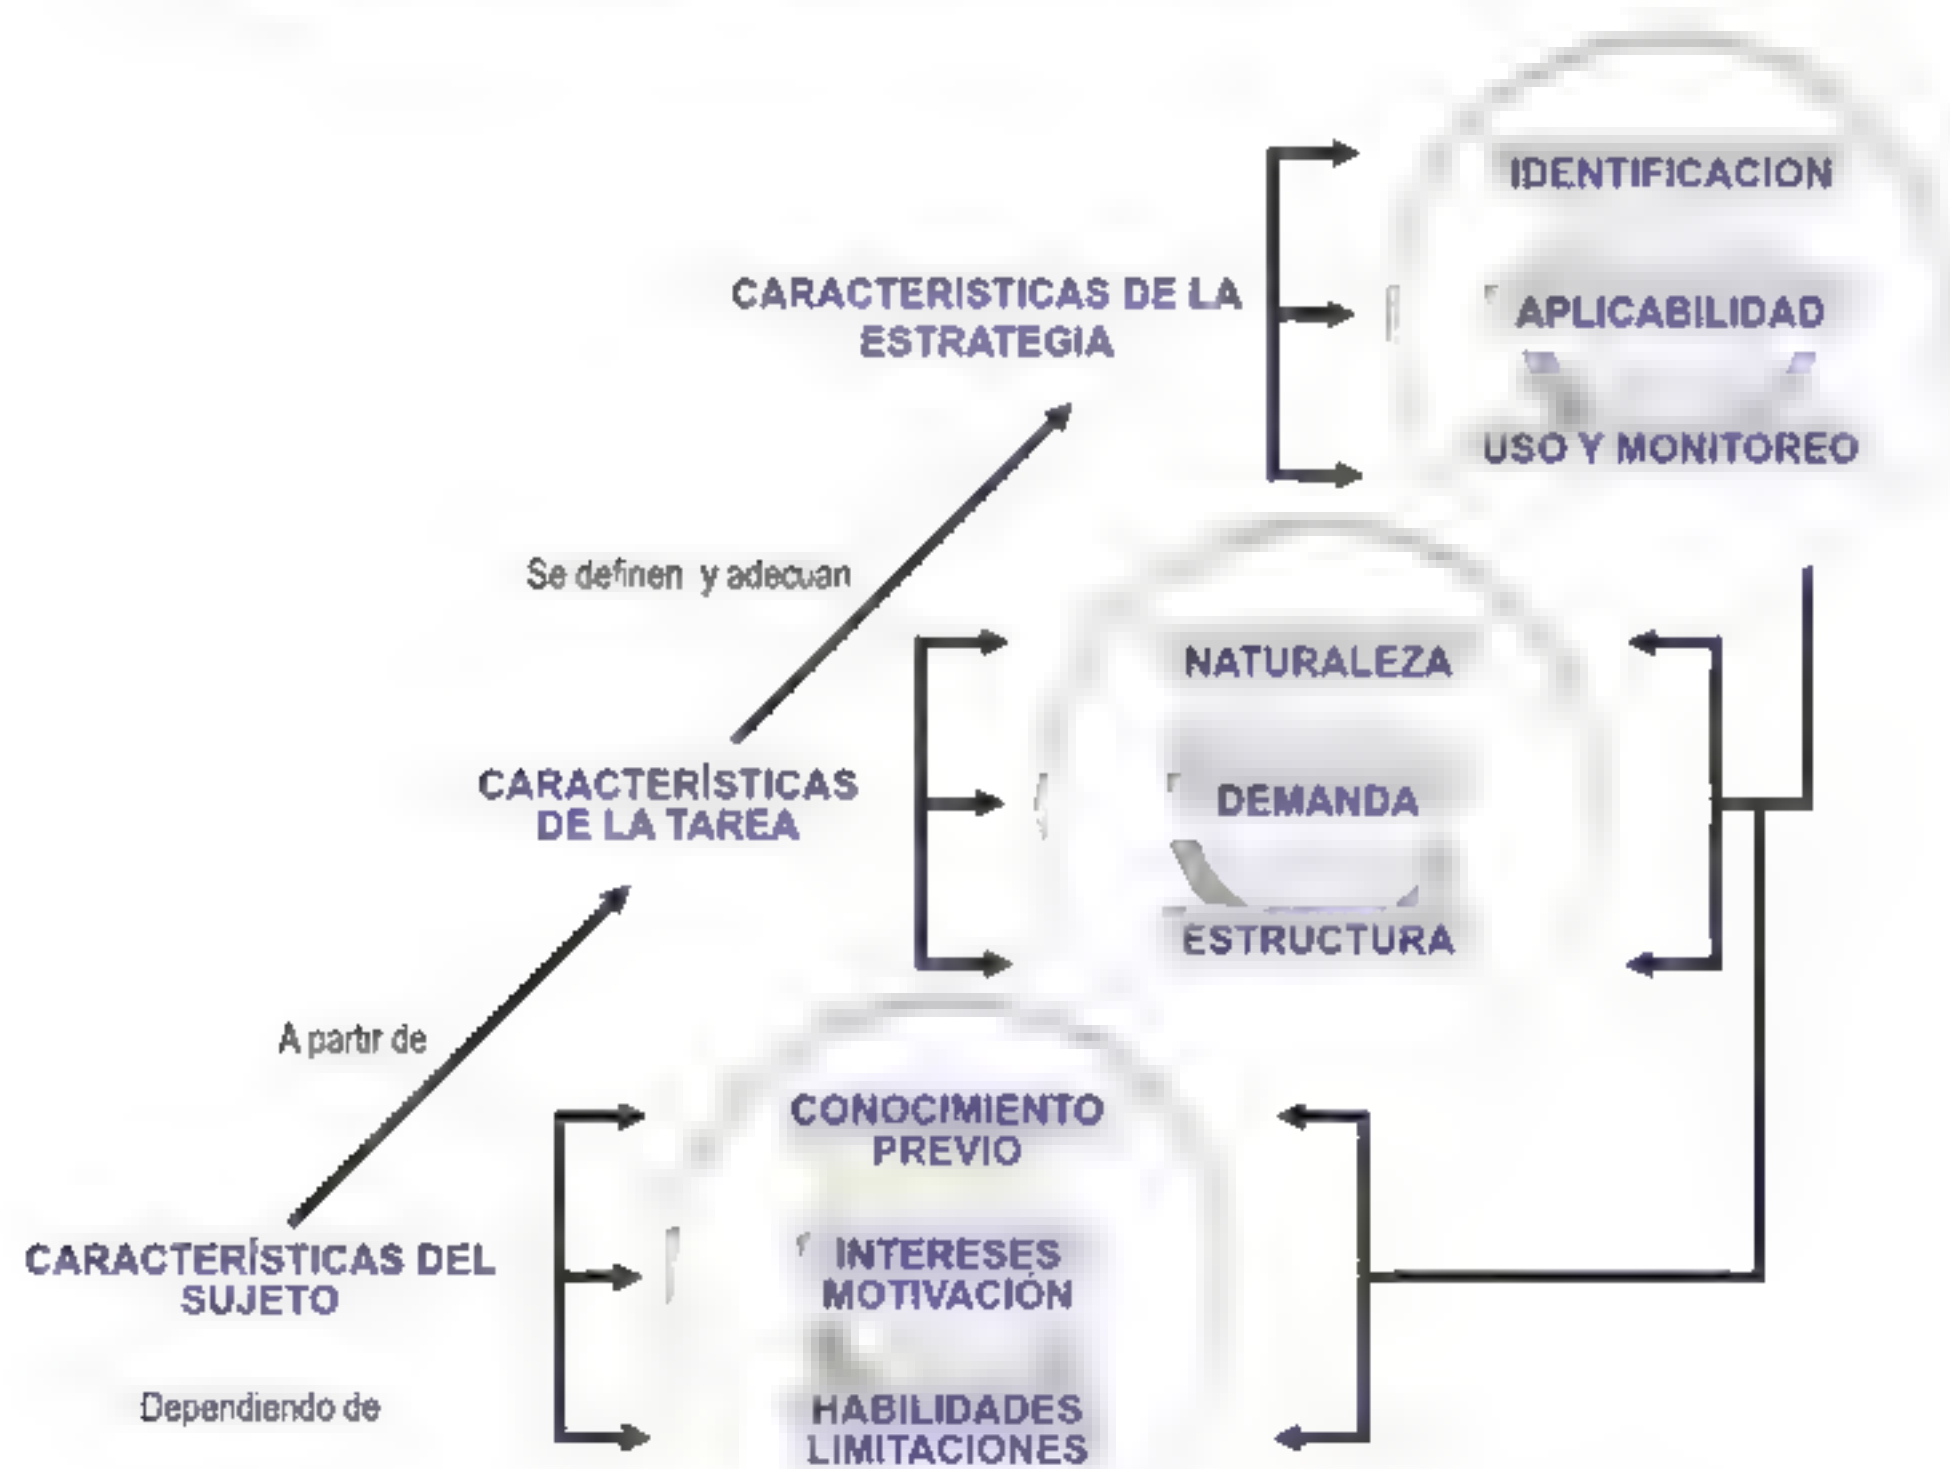 IDENTIFICACION
CARACTERISTICAS DE LA
ESTRATEGIA
APLICABILIDAD
USO Y MONITOREO
Se definen y adecuan
NATURALEZA
CARACTERÍSTICAS
DE LA TAREA
DEMANDA
ESTRUCTURA
A partir de
CONOCIMIENTO
PREVIO
CARACTERÍSTICAS DEL
SUJETO
INTERESES
MOTIVACIÓN
Dependiendo de
HABILIDADES
LIMITACIONES